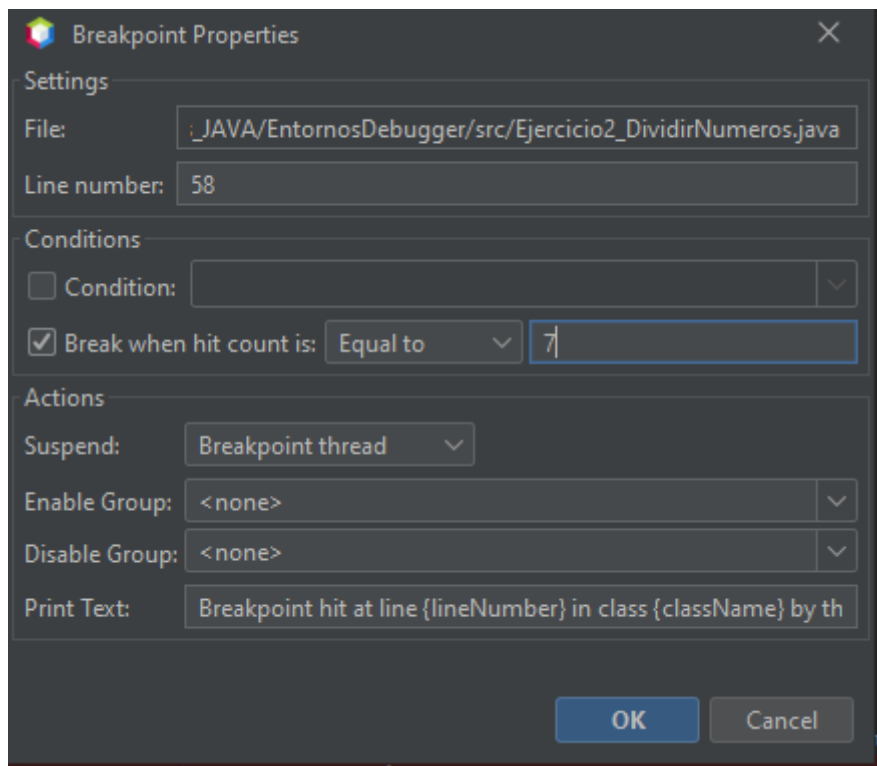 Breakpoint Properties
Settings
File: _JAVA/EntornosDebugger/src/Ejercicio2_DividirNumeros.java
Line number: 58
Conditions
Condition:
Break when hit count is: Equal to 7
Actions
Suspend: Breakpoint thread
Enable Group: <none>
Disable Group: <none>
Print Text: Breakpoint hit at line {lineNumber} in class {className} by th
OK Cancel